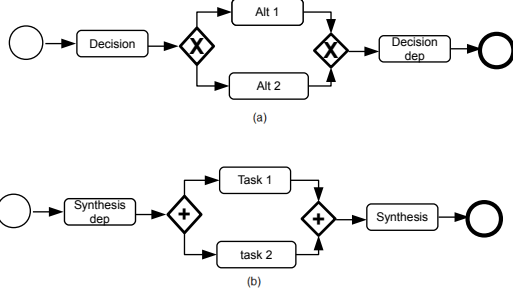 Alt 1
Decision
X
X
Decision
dep
Alt 2
(a)
Task 1
Synthesis
dep
+
+
Synthesis
task 2
(b)